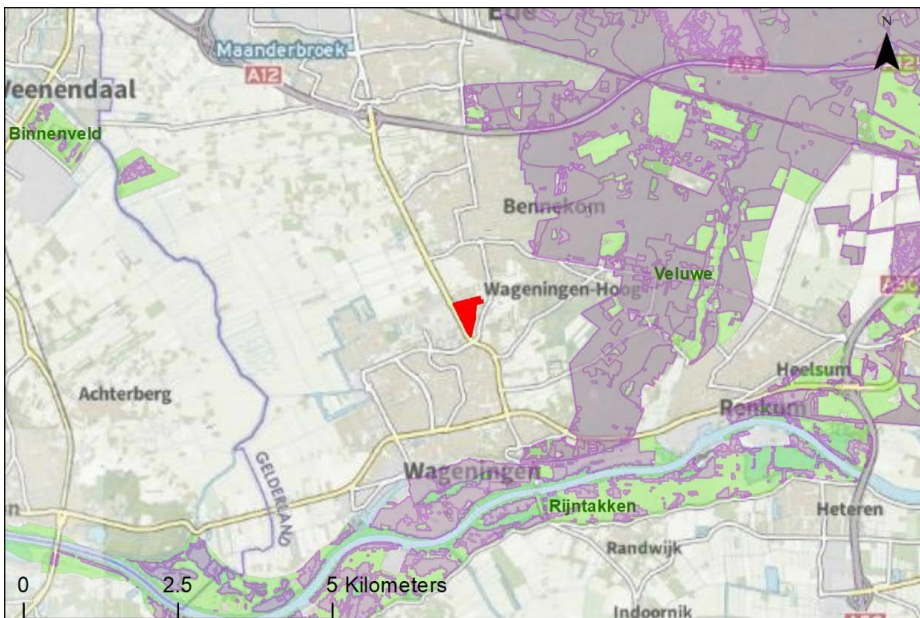 Ede
N
Maanderbroek
A12
A12
Veenendaal
Binnenveld
Bennekom
Veluwe
Wageningen-Hoog
Achterberg
Heelsum
Renkum
GELDERLAND
Wageningen
Rijntakken
Heteren
Randwijk
0 2.5 5 Kilometers
Indoornik